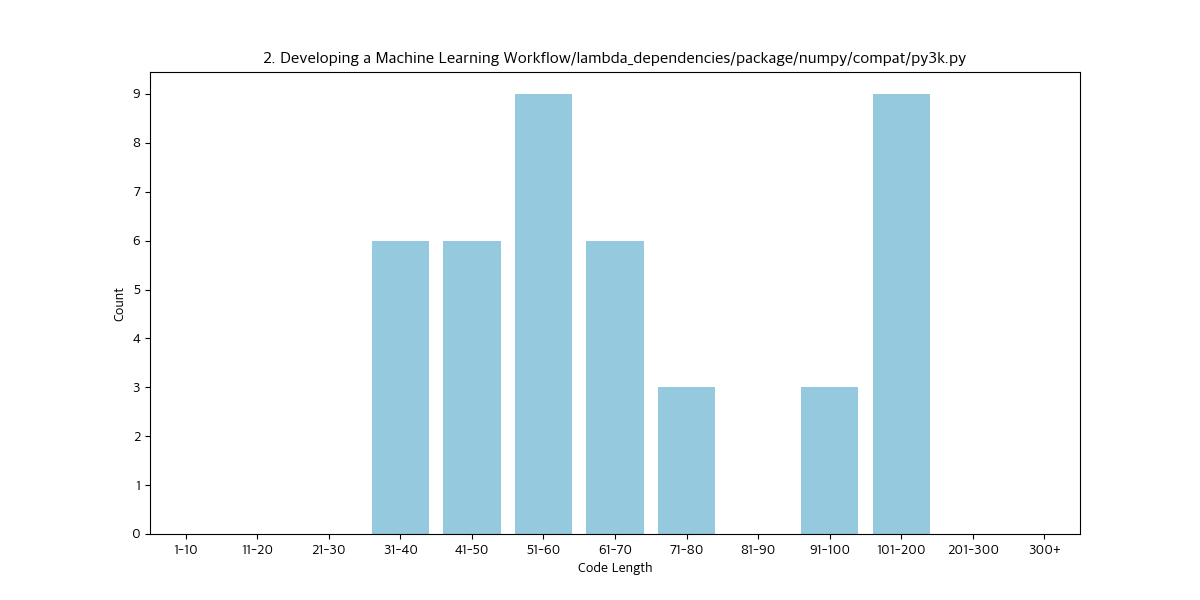 2. Developing a Machine Learning Workflow/lambda_dependencies/package/numpy/compat/py3k.py
9
8
7
6
5
4
3
2
1
0
Count
1-10 11-20 21-30 31-40 41-50 51-60 61-70 71-80 81-90 91-100 101-200 201-300 300+
Code Length